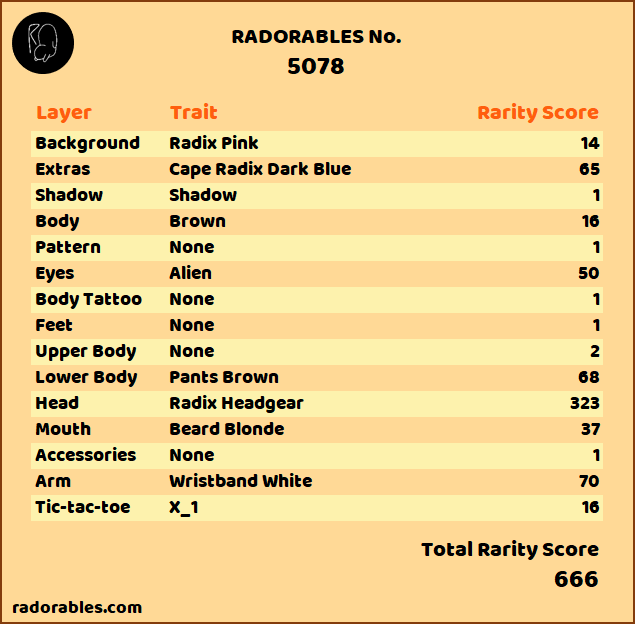 RADORABLES No.
5078
Layer Trait Rarity Score
Background Radix Pink 14
Extras Cape Radix Dark Blue 65
Shadow Shadow 1
Body Brown 16
Pattern None 1
Eyes Alien 50
Body Tattoo None 1
Feet None 1
Upper Body None 2
Lower Body Pants Brown 68
Head Radix Headgear 323
Mouth Beard Blonde 37
Accessories None 1
Arm Wristband White 70
Tic-tac-toe X_1 16
Total Rarity Score
666
radorables.com